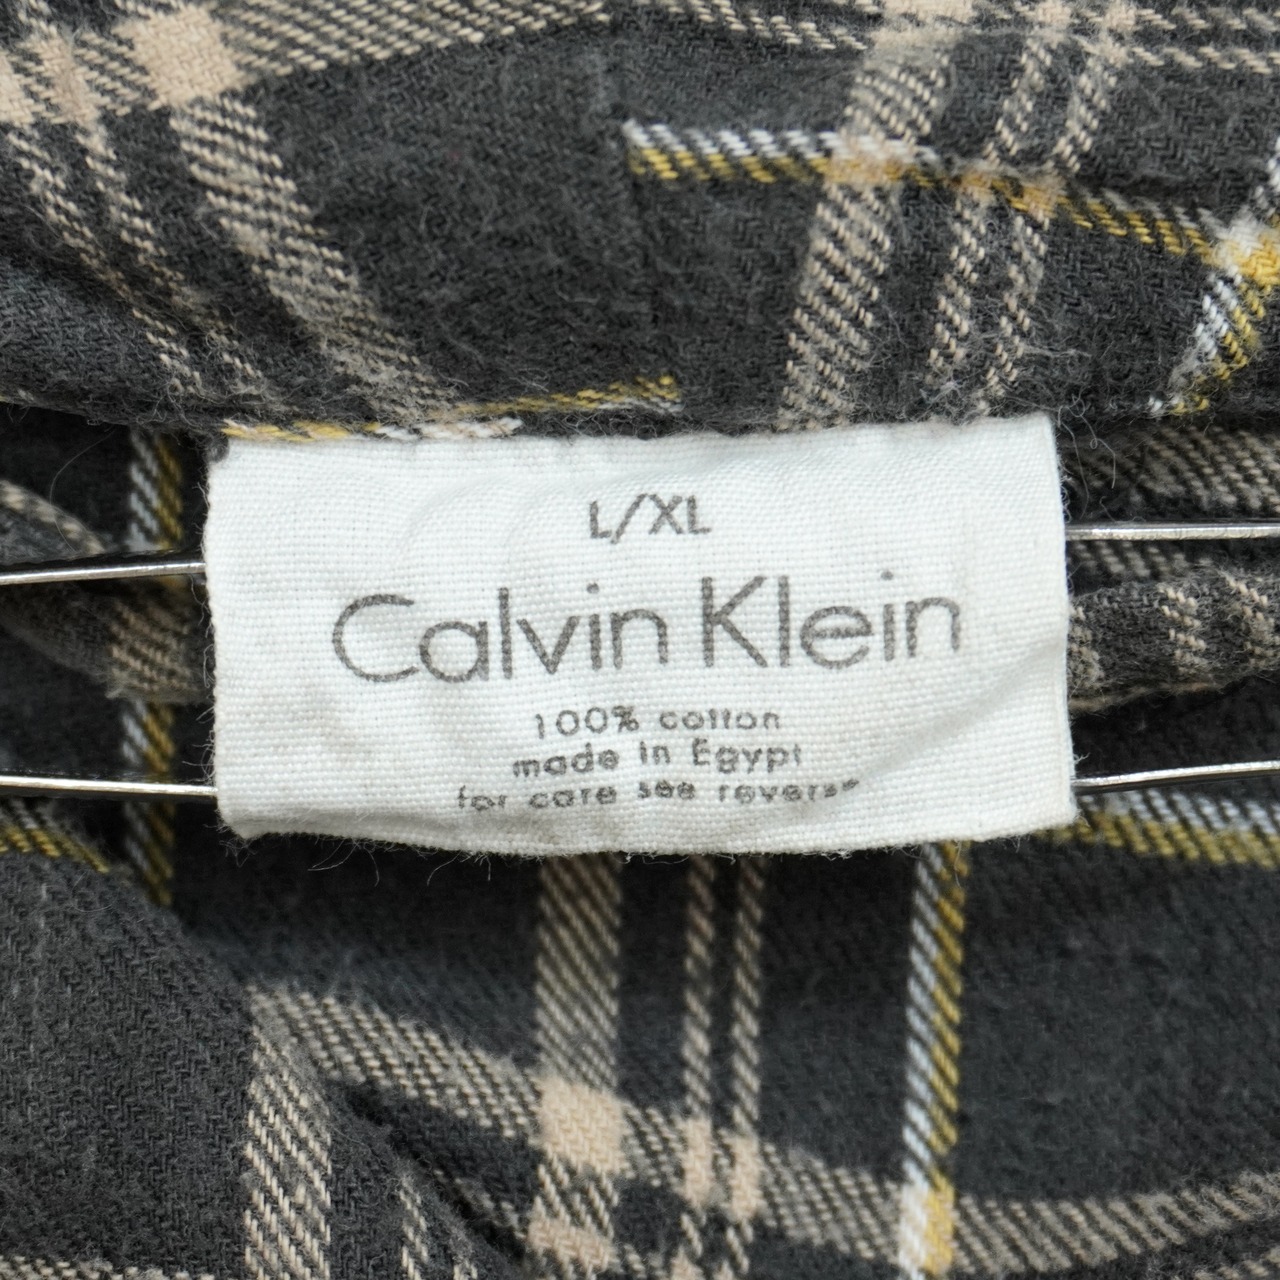 L/XL
Calvin Klein
100% cotton
made in Egypt
for care see reverse